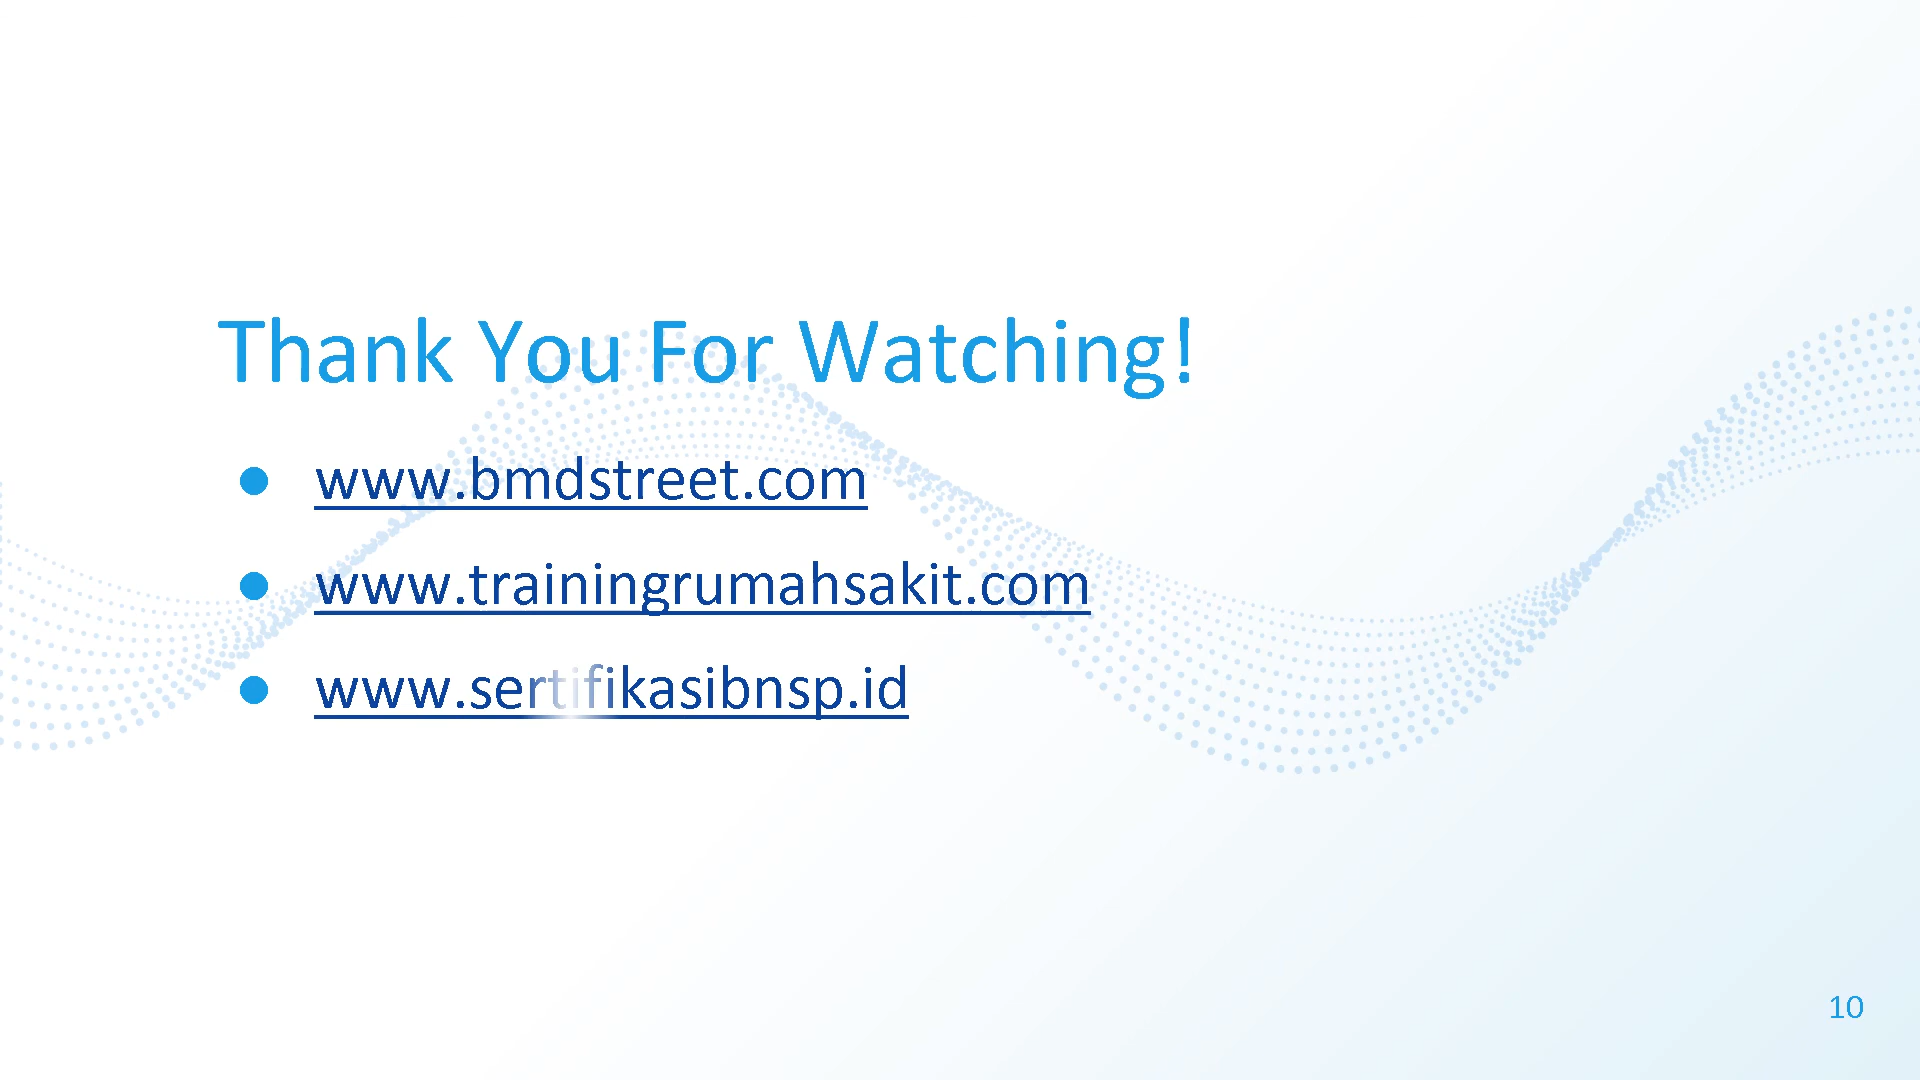 Thank You For Watching!
● www.bmdstreet.com
● www.trainingrumahsakit.com
● www.sertifikasibnsp.id
10